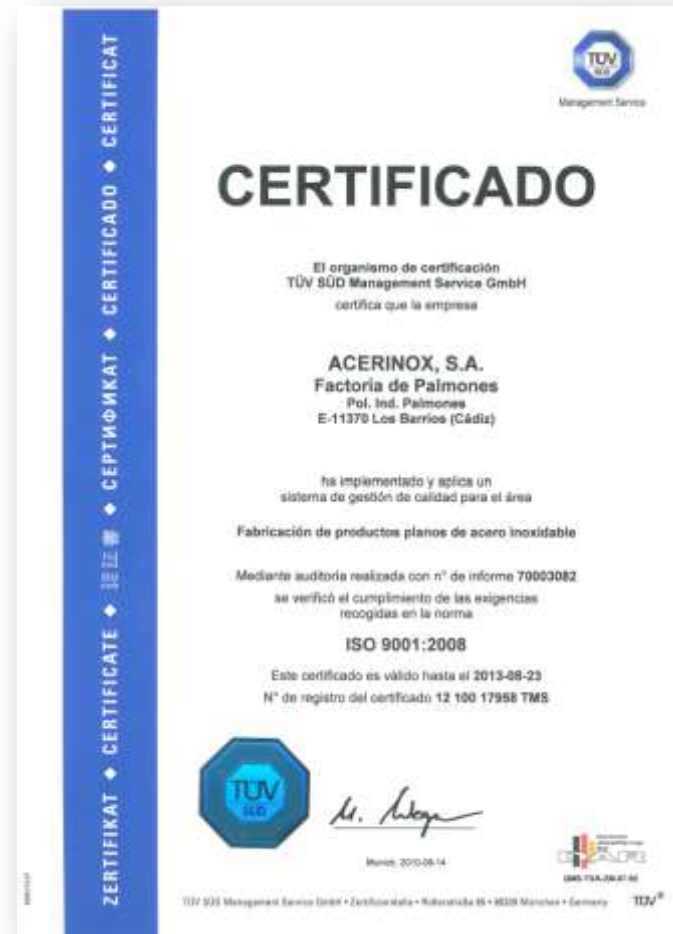 TÜV
SÜD
Management Service
CERTIFICADO
El organismo de certificación
TÜV SÜD Management Service GmbH
certifica que la empresa
ACERINOX, S.A.
Factoría de Palmones
Pol. Ind. Palmones
E-11370 Los Barrios (Cádiz)
ha implementado y aplica un
sistema de gestión de calidad para el área
Fabricación de productos planos de acero inoxidable
Mediante auditoría realizada con n° de informe 70003082
se verificó el cumplimiento de las exigencias
recogidas en la norma
ISO 9001:2008
Este certificado es válido hasta el 2013-08-23
N° de registro del certificado 12 100 17958 TMS
TÜV
SÜD
TÜV SÜD Management Service GmbH • Zertifizierstelle • Ridlerstraße 65 • 80339 München • Germany
TÜV®
ZERTIFIKAT ◆ CERTIFICATE ◆ 認証書 ◆ СЕРТИФИКАТ ◆ CERTIFICADO ◆ CERTIFICAT